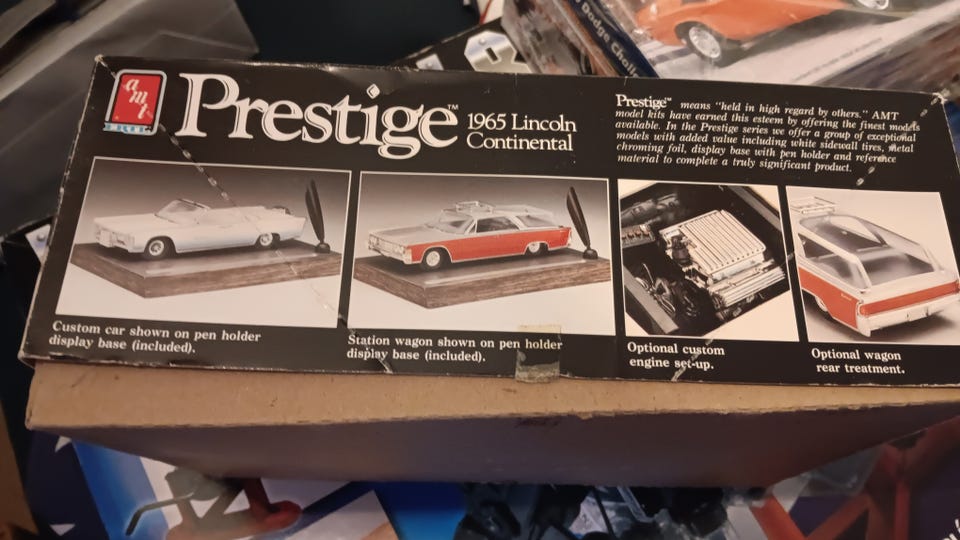 amt
Prestige™
1965 Lincoln
Continental
Prestige™ means "held in high regard by others." AMT
model kits have earned this esteem by offering the finest models
available. In the Prestige series we offer a group of exceptional
models with added value including white sidewall tires, metal
chroming foil, display base with pen holder and reference
material to complete a truly significant product.
Custom car shown on pen holder
display base (included).
Station wagon shown on pen holder
display base (included).
Optional custom
engine set-up.
Optional wagon
rear treatment.
Dodge